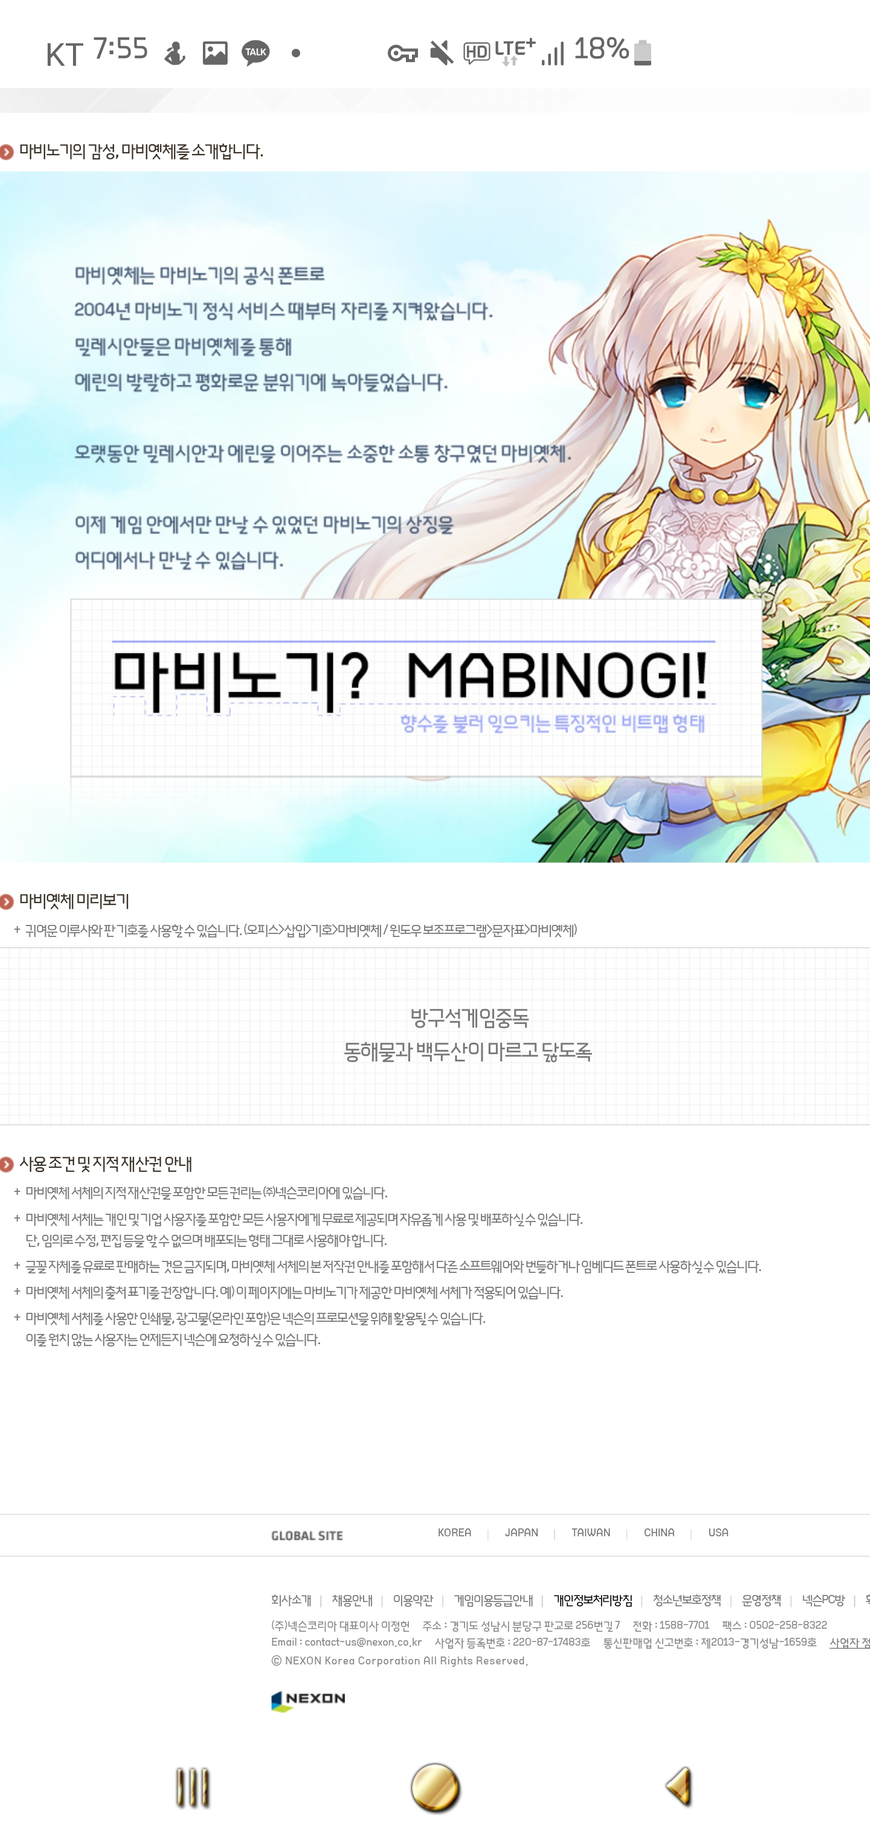 KT 7:55 TALK HD LTE+ 18%
마비노기의 감성, 마비옛체를 소개합니다.
마비옛체는 마비노기의 공식 폰트로
2004년 마비노기 정식 서비스 때부터 자리를 지켜왔습니다.
밀레시안들은 마비옛체를 통해
에린의 발랄하고 평화로운 분위기에 녹아들었습니다.
오랫동안 밀레시안과 에린을 이어주는 소중한 소통 창구였던 마비옛체.
이제 게임 안에서만 만날 수 있었던 마비노기의 상징을
어디에서나 만날 수 있습니다.
마비노기? MABINOGI!
향수를 불러 일으키는 특징적인 비트맵 형태
마비옛체 미리보기
+ 귀여운 이루샤와 판 기호를 사용할 수 있습니다. (오피스>삽입>기호>마비옛체 / 윈도우 보조프로그램>문자표>마비옛체)
방구석게임중독
동해물과 백두산이 마르고 닳도록
사용 조건 및 지적 재산권 안내
+ 마비옛체 서체의 지적 재산권을 포함한 모든 권리는 ㈜넥슨코리아에 있습니다.
+ 마비옛체 서체는 개인 및 기업 사용자를 포함한 모든 사용자에게 무료로 제공되며 자유롭게 사용 및 배포하실 수 있습니다.
단, 임의로 수정, 편집 등을 할 수 없으며 배포되는 형태 그대로 사용해야 합니다.
+ 글꼴 자체를 유료로 판매하는 것은 금지되며, 마비옛체 서체의 본 저작권 안내를 포함해서 다른 소프트웨어와 번들하거나 임베디드 폰트로 사용하실 수 있습니다.
+ 마비옛체 서체의 출처 표기를 권장합니다. 예) 이 페이지에는 마비노기가 제공한 마비옛체 서체가 적용되어 있습니다.
+ 마비옛체 서체를 사용한 인쇄물, 광고물(온라인 포함)은 넥슨의 프로모션을 위해 활용될 수 있습니다.
이를 원치 않는 사용자는 언제든지 넥슨에 요청하실 수 있습니다.
GLOBAL SITE KOREA | JAPAN | TAIWAN | CHINA | USA
회사소개 | 채용안내 | 이용약관 | 게임이용등급안내 | 개인정보처리방침 | 청소년보호정책 | 운영정책 | 넥슨PC방 |
(주)넥슨코리아 대표이사 이정헌 주소 : 경기도 성남시 분당구 판교로 256번길 7 전화 : 1588-7701 팩스 : 0502-258-8322
Email : contact-us@nexon.co.kr 사업자 등록번호 : 220-87-17483호 통신판매업 신고번호 : 제2013-경기성남-1659호 사업자
© NEXON Korea Corporation All Rights Reserved.
NEXON